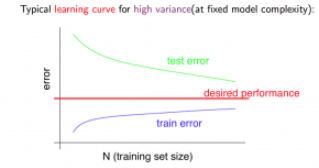 Typical learning curve for high variance(at fixed model complexity):
test error
desired performance
error
train error
N (training set size)